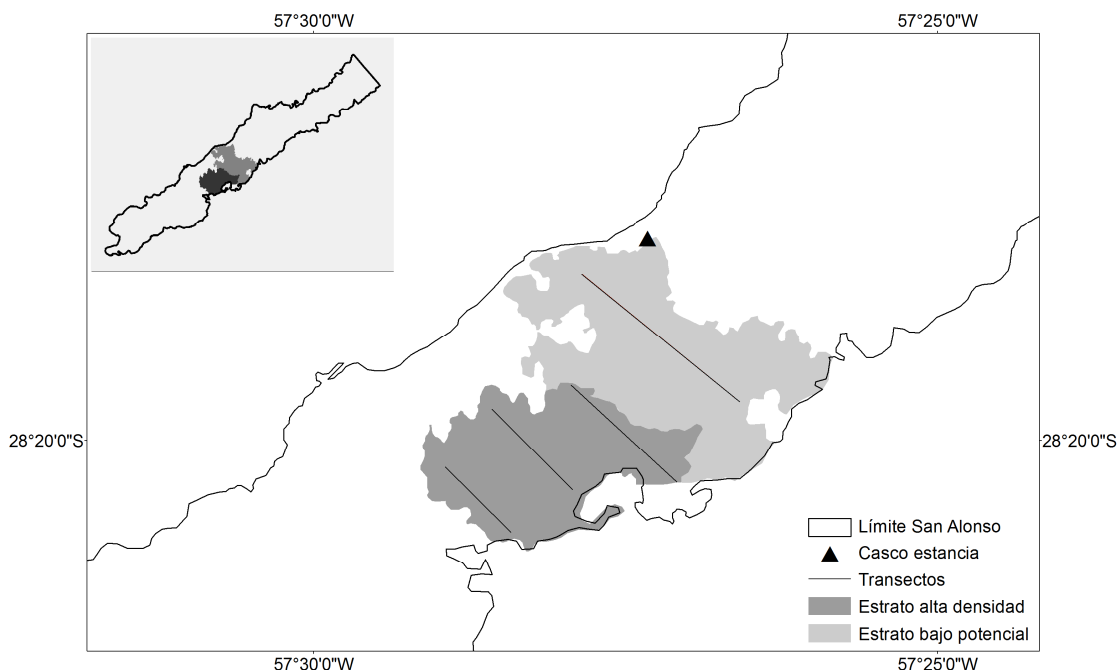 57°30'0"W
57°25'0"W
28°20'0"S
28°20'0"S
Límite San Alonso
Casco estancia
Transectos
Estrato alta densidad
Estrato bajo potencial
57°30'0"W
57°25'0"W